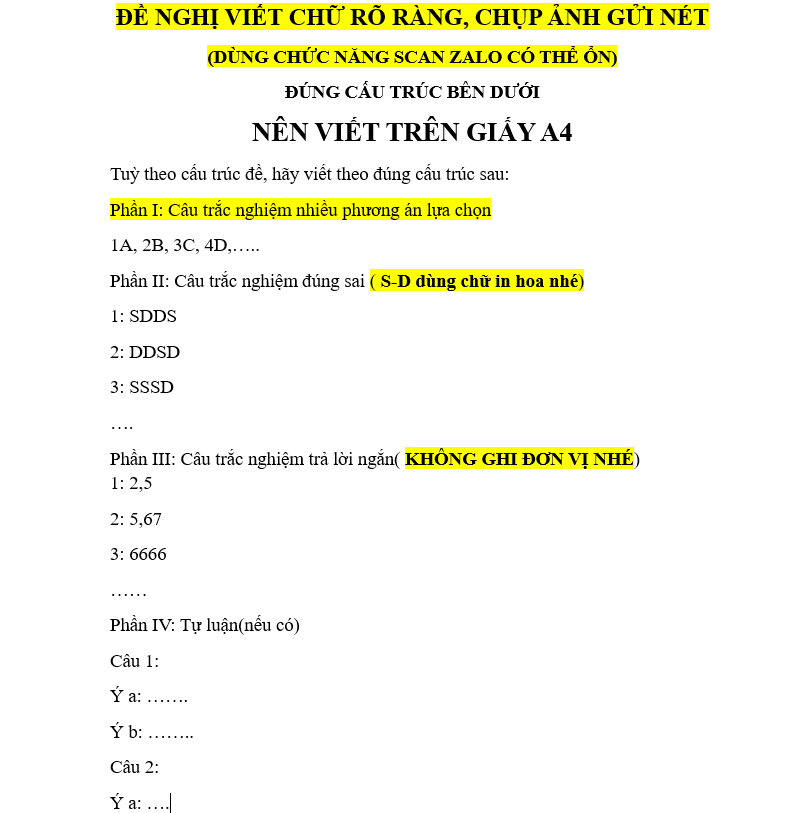 ĐỀ NGHỊ VIẾT CHỮ RÕ RÀNG, CHỤP ẢNH GỬI NÉT
(DÙNG CHỨC NĂNG SCAN ZALO CÓ THỂ ỔN)
ĐÚNG CẤU TRÚC BÊN DƯỚI
NÊN VIẾT TRÊN GIẤY A4
Tuỳ theo cấu trúc đề, hãy viết theo đúng cấu trúc sau:
Phần I: Câu trắc nghiệm nhiều phương án lựa chọn
1A, 2B, 3C, 4D,…..
Phần II: Câu trắc nghiệm đúng sai ( S-D dùng chữ in hoa nhé)
1: SDDS
2: DDSD
3: SSSD
….
Phần III: Câu trắc nghiệm trả lời ngắn( KHÔNG GHI ĐƠN VỊ NHÉ)
1: 2,5
2: 5,67
3: 6666
……
Phần IV: Tự luận(nếu có)
Câu 1:
Ý a: …….
Ý b: ……..
Câu 2:
Ý a: ….